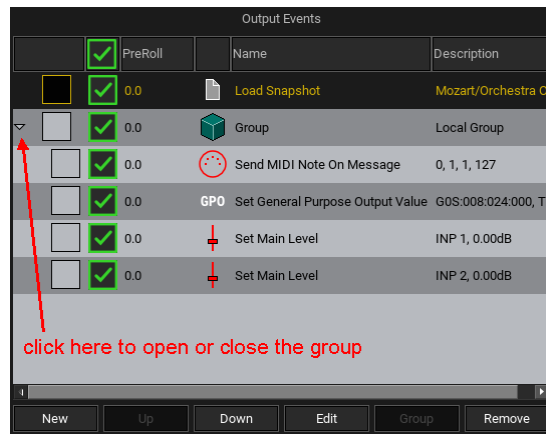 Output Events
PreRoll Name Description
0.0 Load Snapshot Mozart/Orchestra
0.0 Group Local Group
0.0 Send MIDI Note On Message 0, 1, 1, 127
0.0 GPO Set General Purpose Output Value G0S:008:024:000, T
0.0 Set Main Level INP 1, 0.00dB
0.0 Set Main Level INP 2, 0.00dB
click here to open or close the group
New Up Down Edit Group Remove